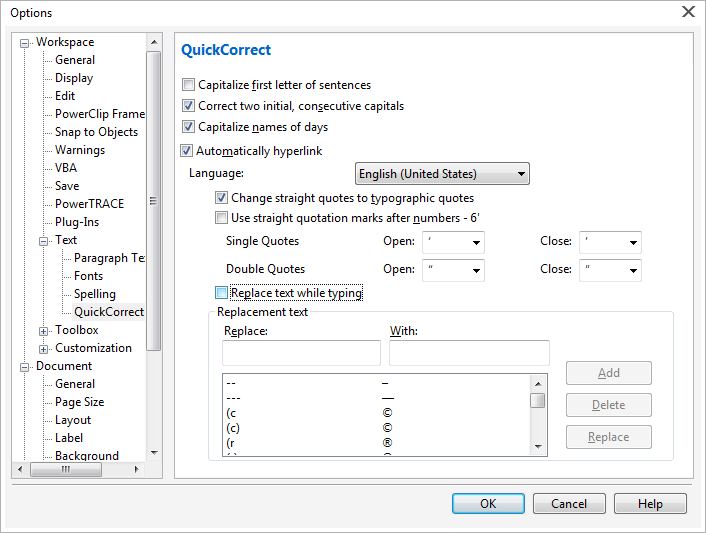 Options
Workspace
General
Display
Edit
PowerClip Frame
Snap to Objects
Warnings
VBA
Save
PowerTRACE
Plug-Ins
Text
Paragraph Te
Fonts
Spelling
QuickCorrect
Toolbox
Customization
Document
General
Page Size
Layout
Label
Background
QuickCorrect
Capitalize first letter of sentences
Correct two initial, consecutive capitals
Capitalize names of days
Automatically hyperlink
Language: English (United States)
Change straight quotes to typographic quotes
Use straight quotation marks after numbers - 6'
Single Quotes Open: ‘ Close: ’
Double Quotes Open: “ Close: ”
Replace text while typing
Replacement text
Replace: With:
-- –
--- —
(c ©
(c) ©
(r ®
Add
Delete
Replace
OK Cancel Help